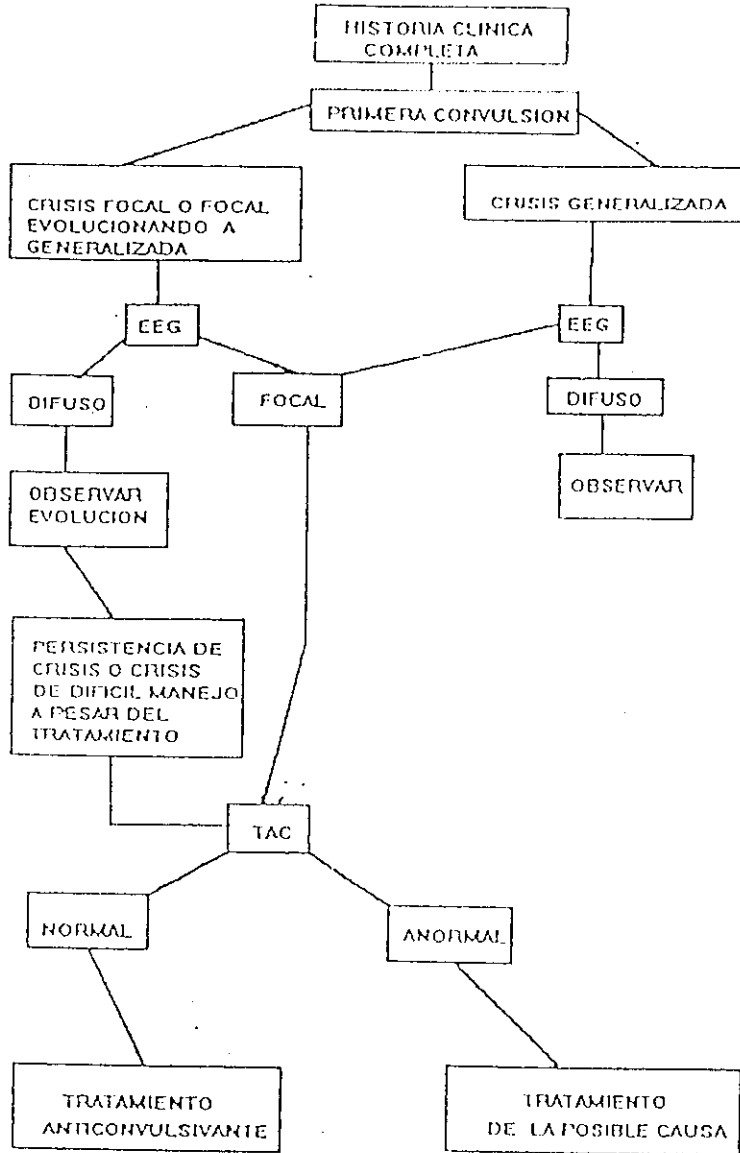 HISTORIA CLINICA
COMPLETA
PRIMERA CONVULSION
CRISIS FOCAL O FOCAL
EVOLUCIONANDO A
GENERALIZADA
CRISIS GENERALIZADA
EEG
EEG
DIFUSO
FOCAL
DIFUSO
OBSERVAR
EVOLUCION
OBSERVAR
PERSISTENCIA DE
CRISIS O CRISIS
DE DIFICIL MANEJO
A PESAR DEL
TRATAMIENTO
TAC
NORMAL
ANORMAL
TRATAMIENTO
ANTICONVULSIVANTE
TRATAMIENTO
DE LA POSIBLE CAUSA